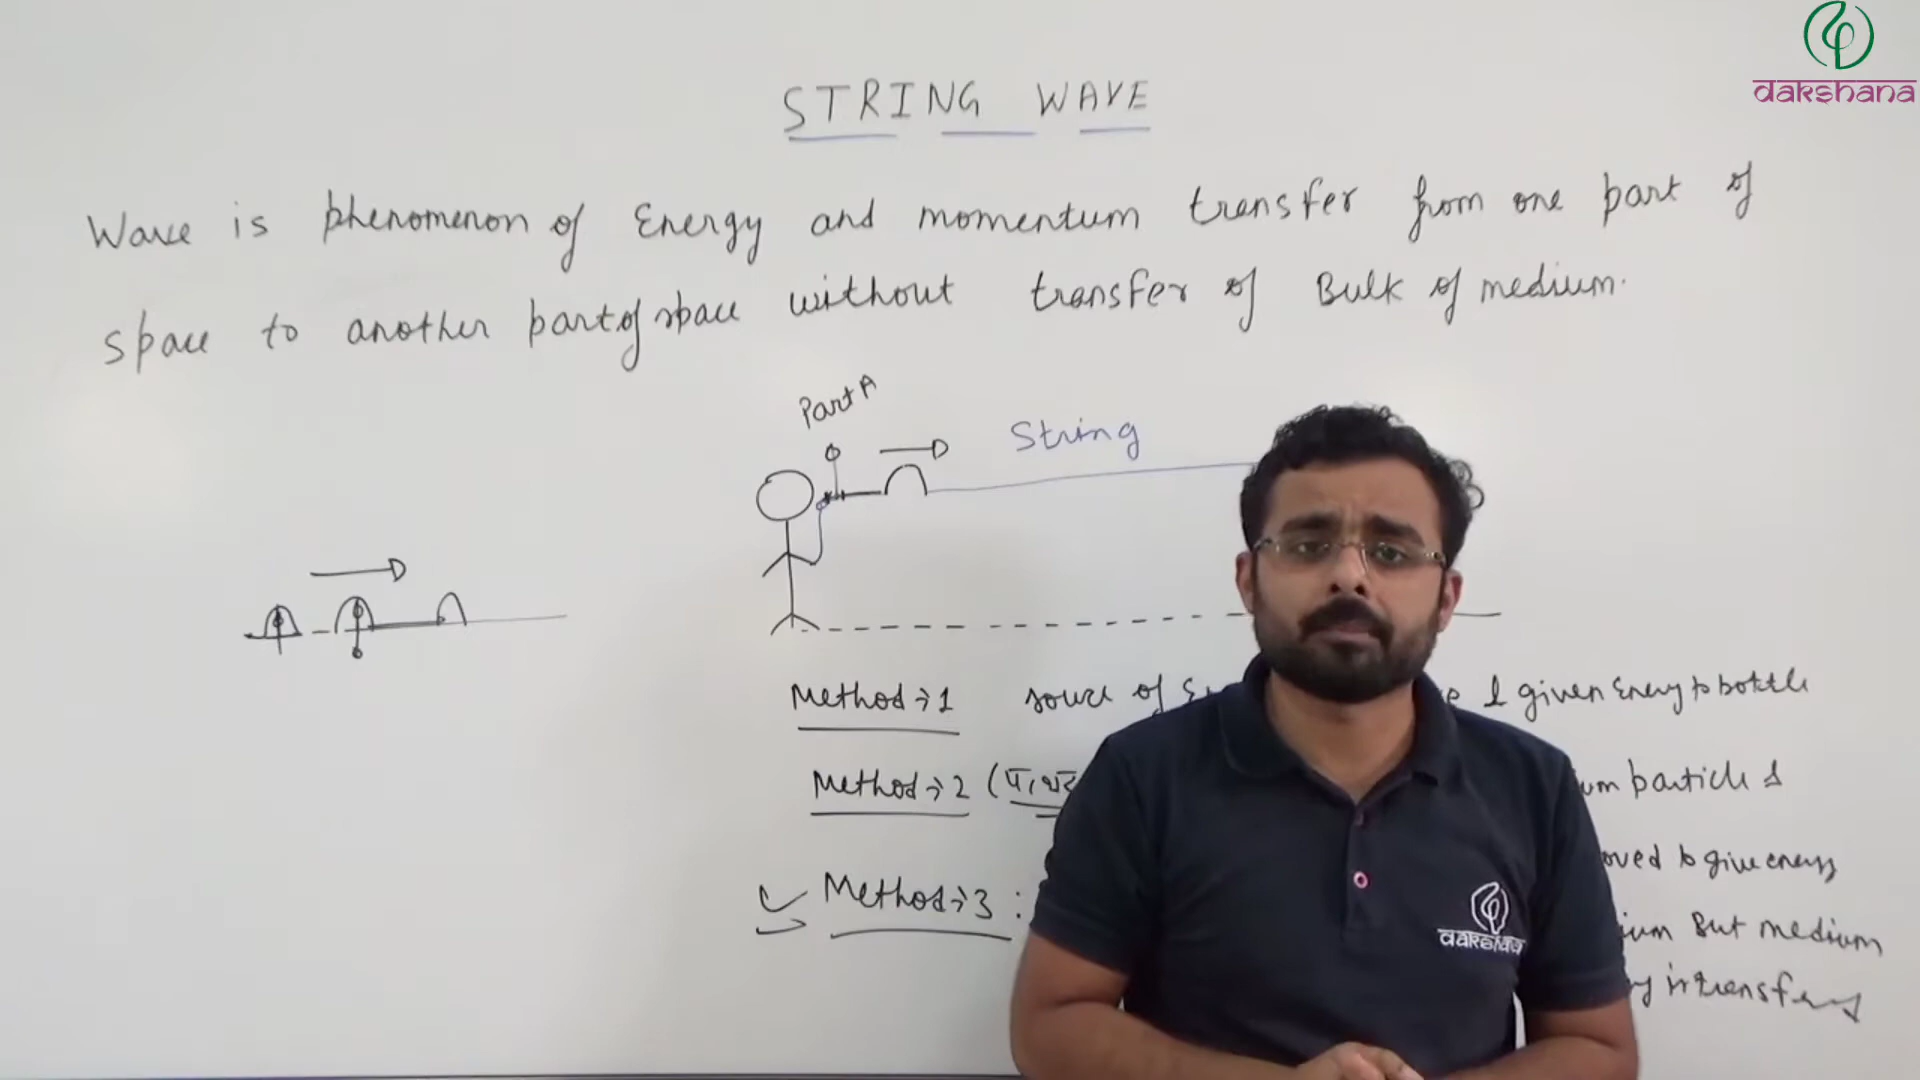 dakshana
STRING WAVE
Wave is phenomenon of Energy and momentum transfer from one part of
space to another part of space without transfer of Bulk of medium.
Part A
String
Method → 1 source of I given Energy to bottle
Method → 2 particle
to give energy
Method → 3 : But medium
dakshana